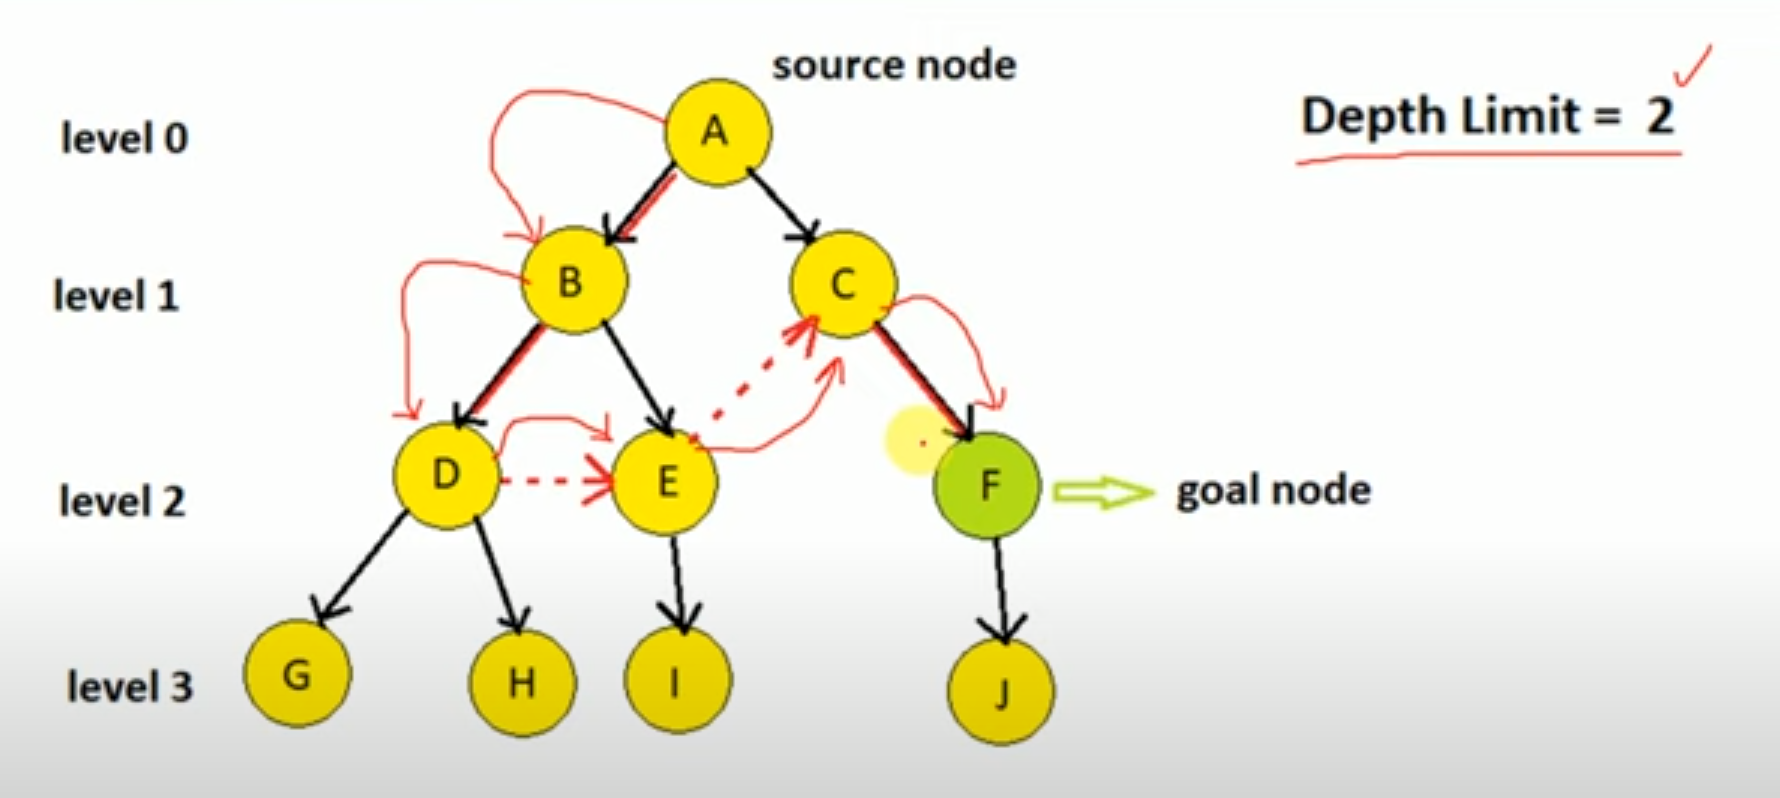 source node
level 0
A
Depth Limit = 2
level 1
B
C
level 2
D
E
F
goal node
level 3
G
H
I
J